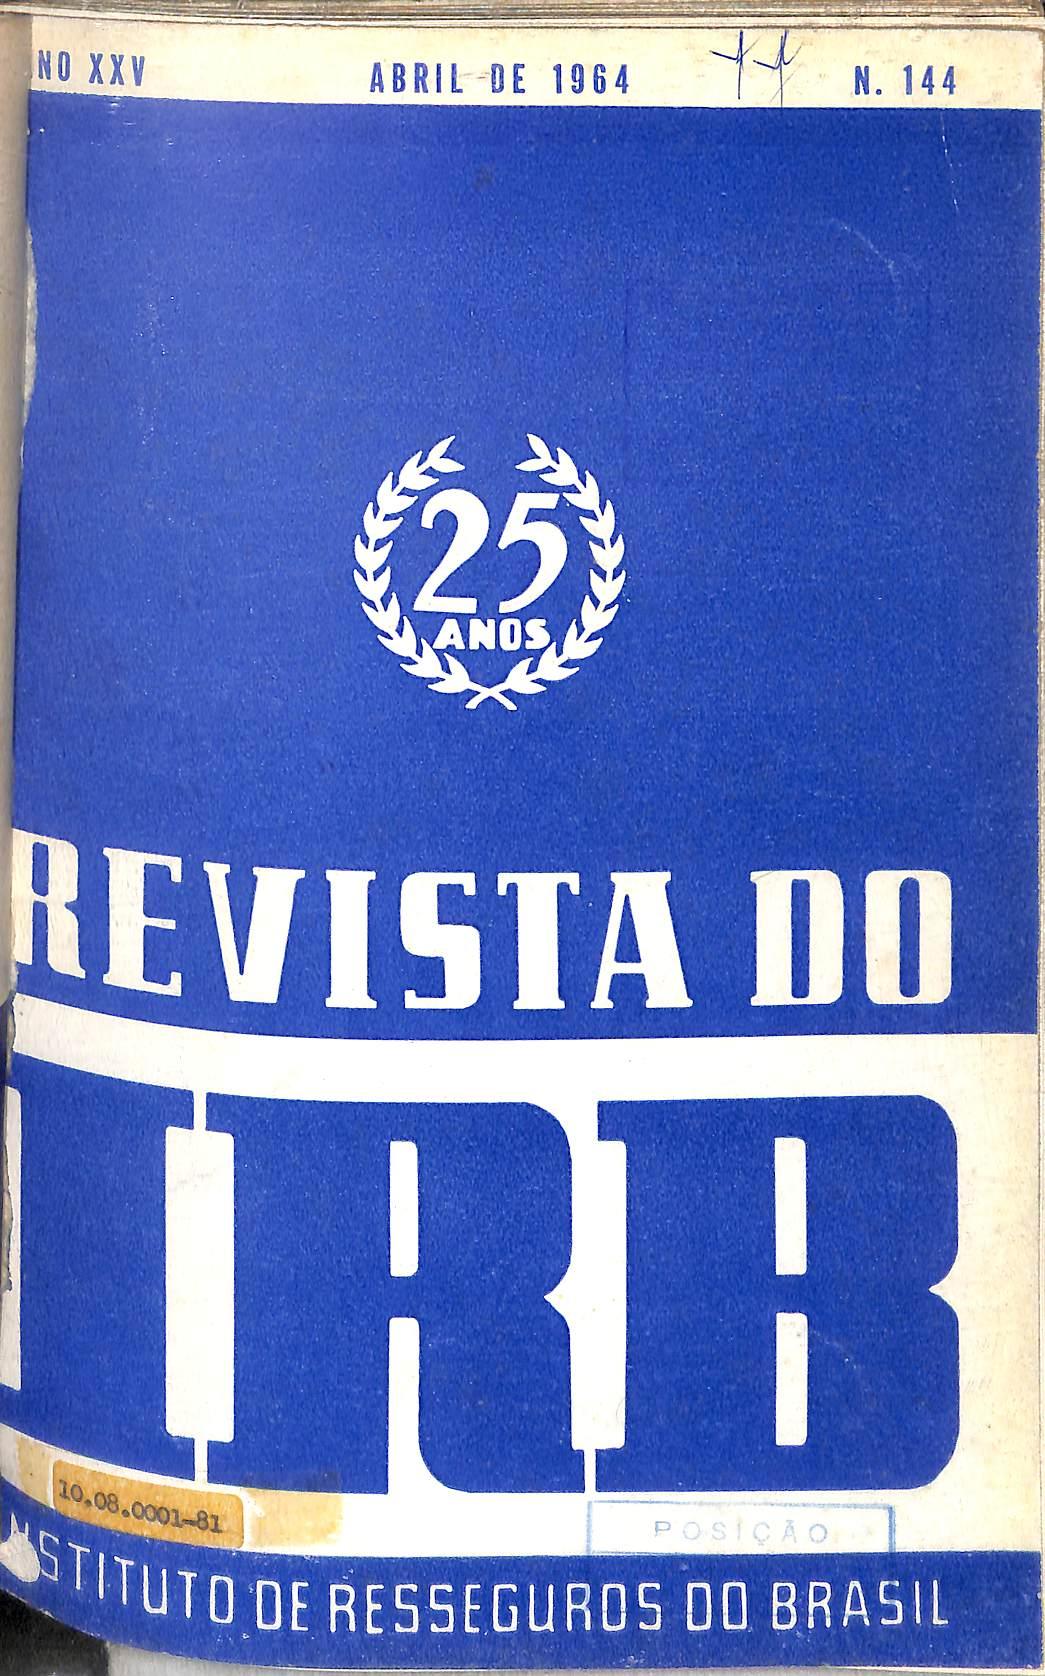 NO XXV ABRIL DE 1964 N. 144
25
ANOS
REVISTA DO
IRB
10.08.0001-81
POSIÇÃO
NSTITUTO DE RESSEGUROS DO BRASIL